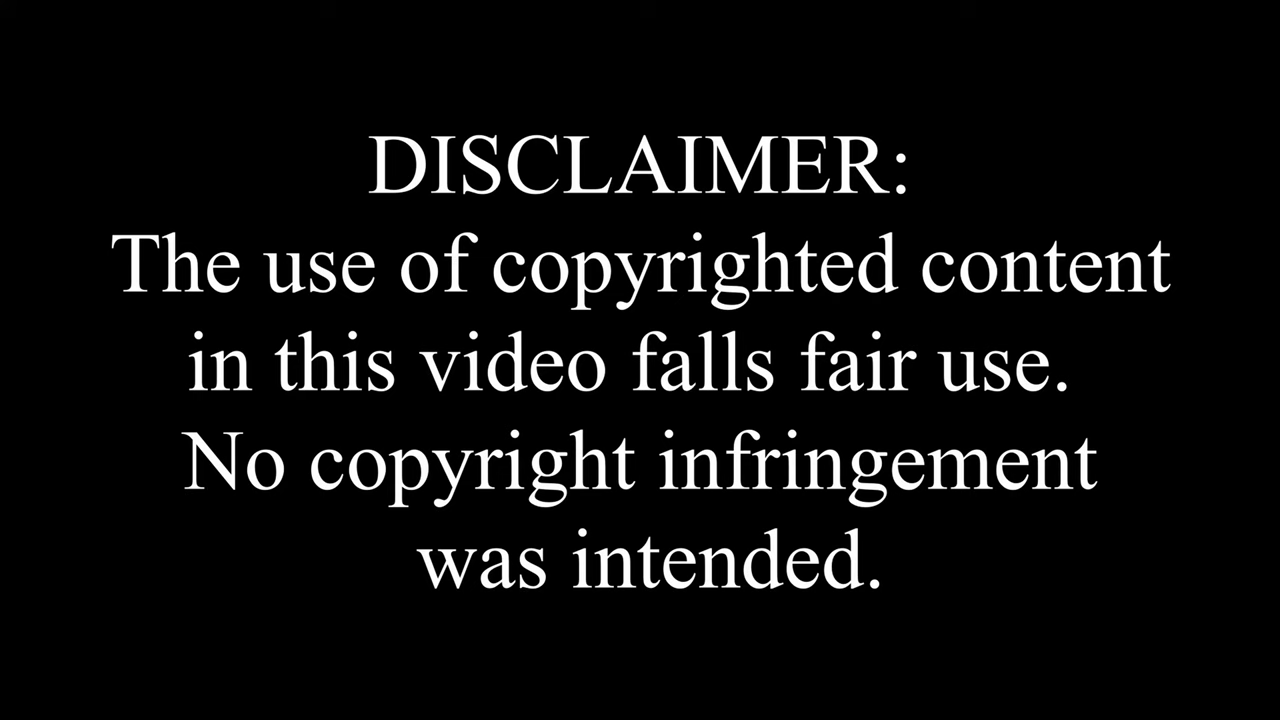 DISCLAIMER:
The use of copyrighted content
in this video falls fair use.
No copyright infringement
was intended.